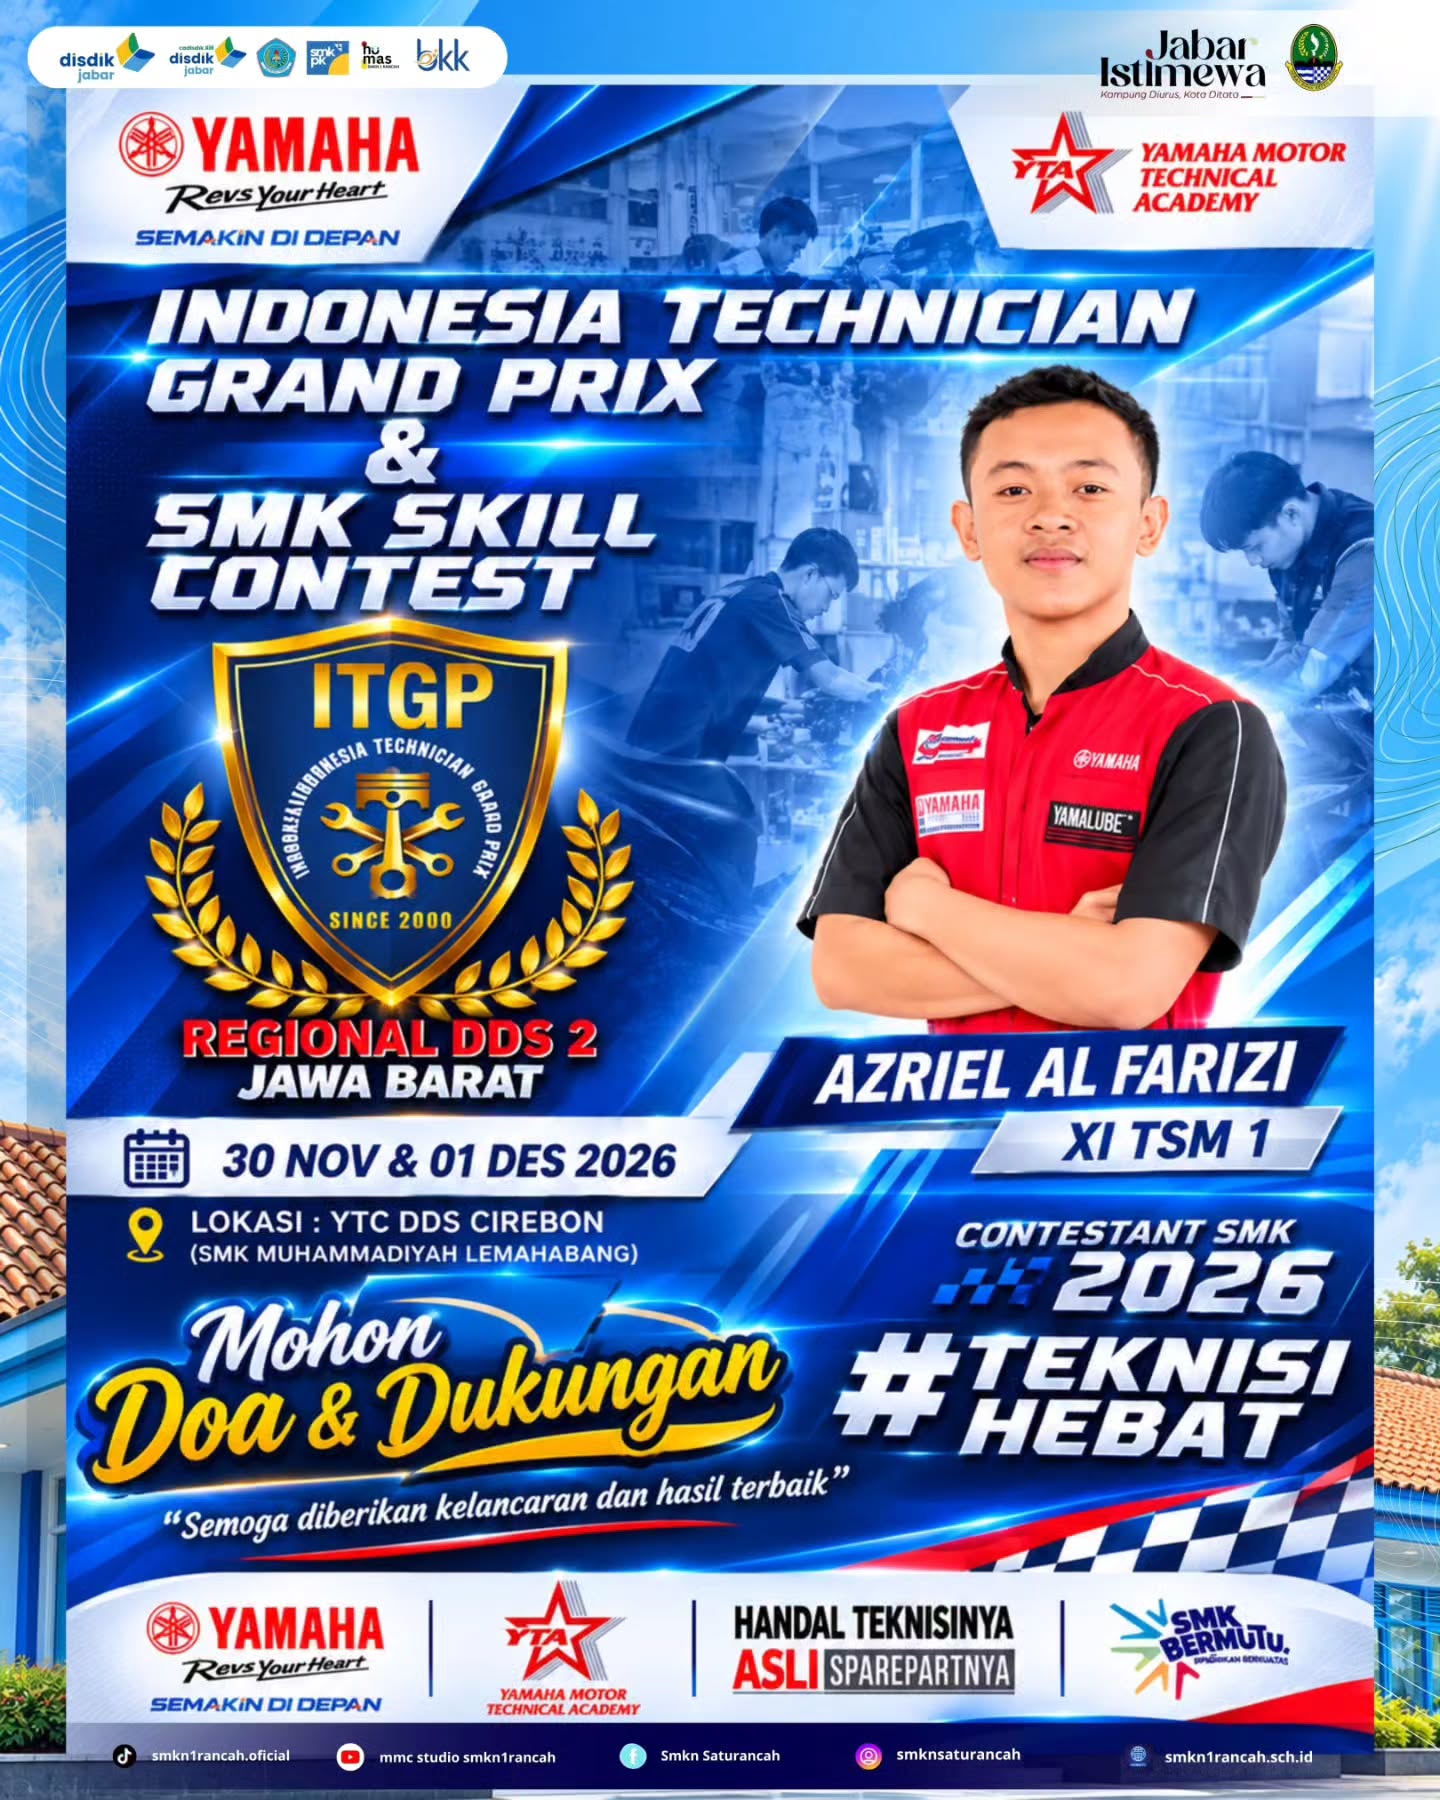 disdik
jabar
cadisdik.XIII
disdik
jabar
smk
pk
humas
bkk
Jabar
Istimewa
Kampung Diurus, Kota Ditata
YAMAHA
Revs Your Heart
SEMAKIN DI DEPAN
YTA
YAMAHA MOTOR
TECHNICAL
ACADEMY
INDONESIA TECHNICIAN
GRAND PRIX
&
SMK SKILL
CONTEST
ITGP
SINCE 2000
REGIONAL DDS 2
JAWA BARAT
YAMAHA
YAMAHA
YAMALUBE
AZRIEL AL FARIZI
XI TSM 1
30 NOV & 01 DES 2026
LOKASI : YTC DDS CIREBON
(SMK MUHAMMADIYAH LEMAHABANG)
CONTESTANT SMK
2026
#TEKNISI
HEBAT
Mohon
Doa & Dukungan
"Semoga diberikan kelancaran dan hasil terbaik"
YAMAHA
Revs Your Heart
SEMAKIN DI DEPAN
YTA
YAMAHA MOTOR
TECHNICAL ACADEMY
HANDAL TEKNISINYA
ASLI SPAREPARTNYA
SMK
BERMUTU.
smkn1rancah.oficial
mmc studio smkn1rancah
Smkn Saturancah
smknsaturancah
smkn1rancah.sch.id